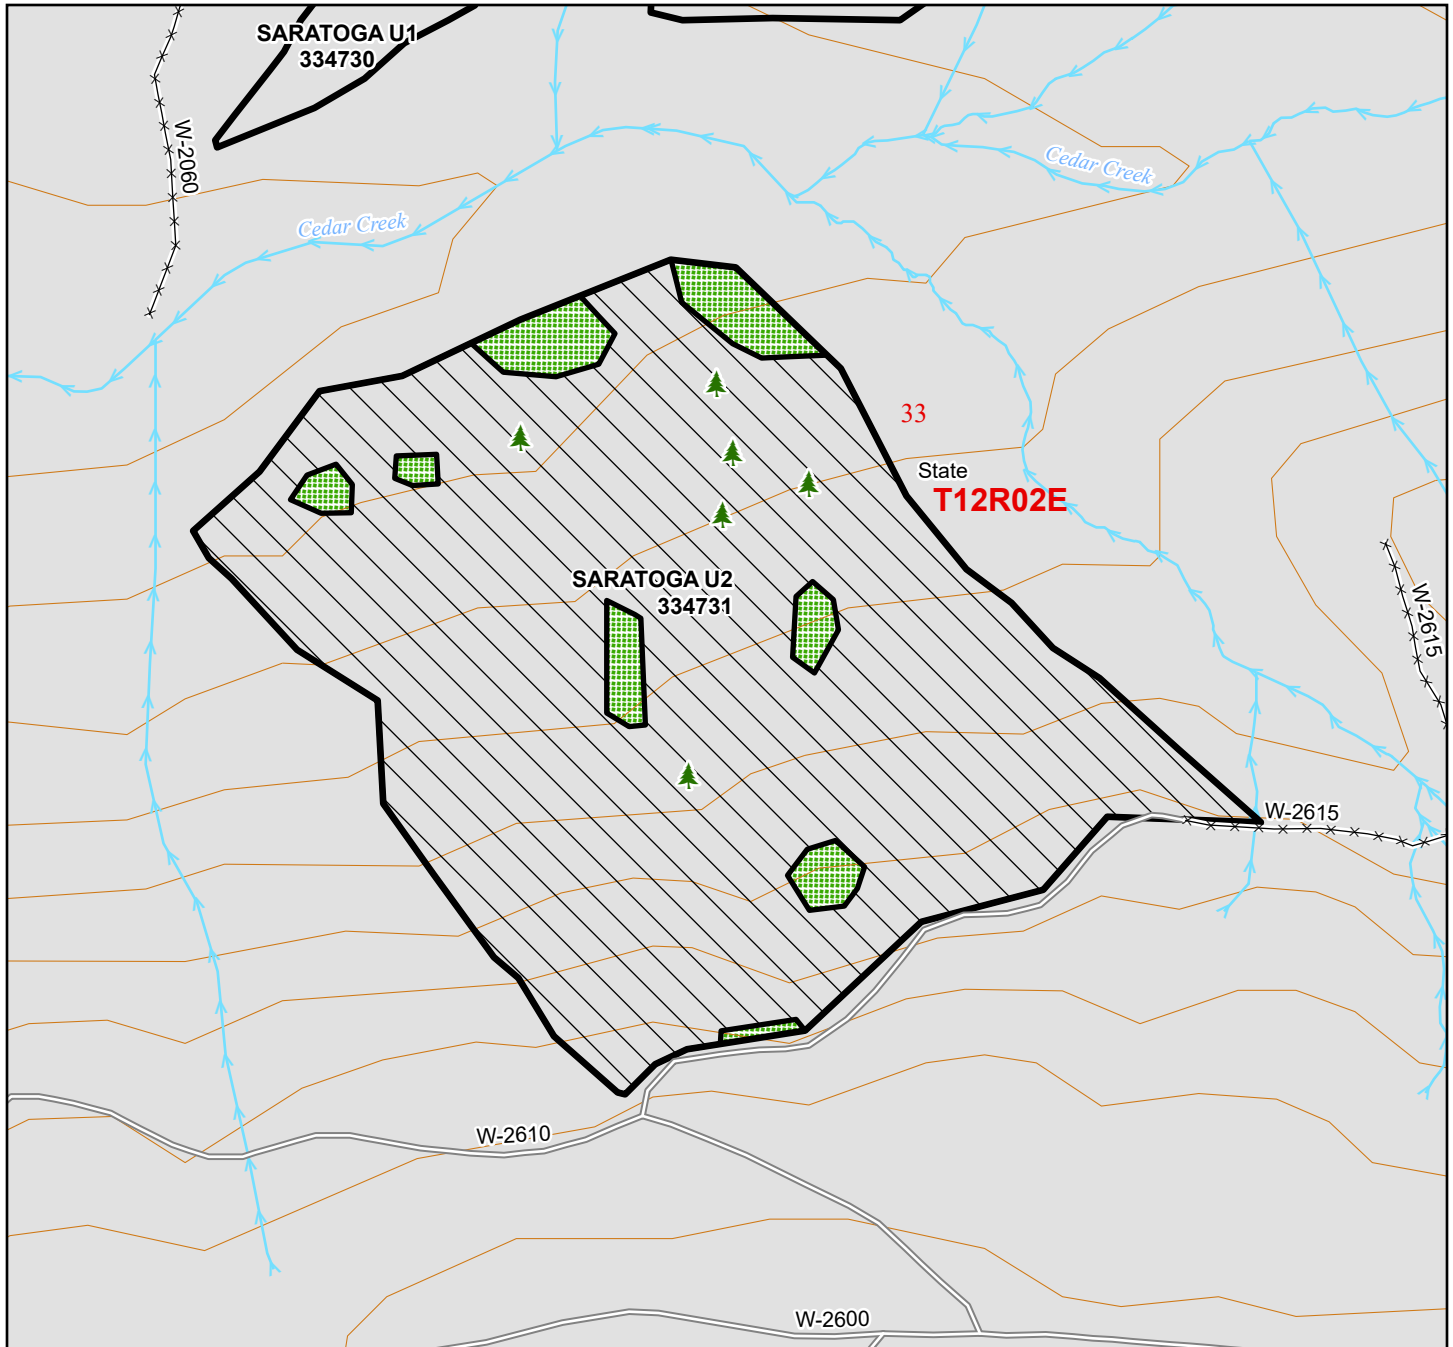 SARATOGA U1
334730
W-2060
Cedar Creek
Cedar Creek
33
State
T12R02E
SARATOGA U2
334731
W-2615
W-2615
W-2610
W-2600